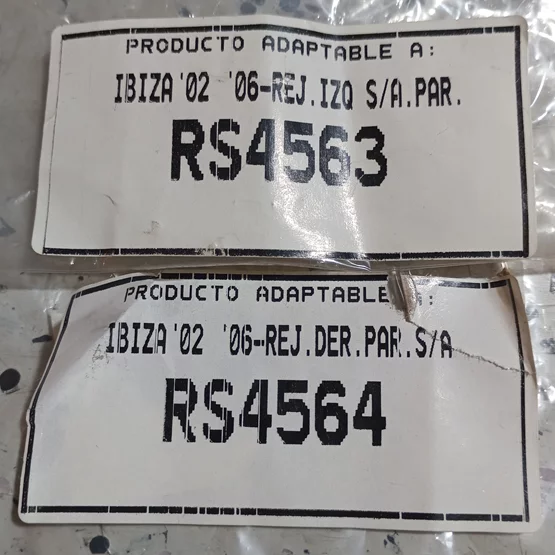 PRODUCTO ADAPTABLE A:
IBIZA'02 '06-REJ.IZQ S/A.PAR.
RS4563
PRODUCTO ADAPTABLE A:
IBIZA'02 '06-REJ.DER.PAR.S/A
RS4564